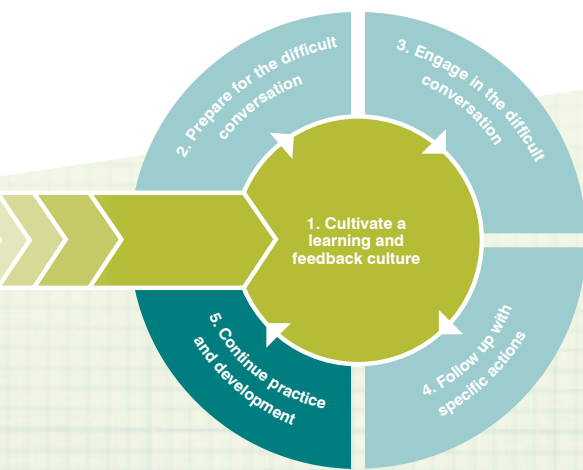 1. Cultivate a
learning and
feedback culture
2. Prepare for the difficult
conversation
3. Engage in the difficult
conversation
4. Follow up with
specific actions
5. Continue practice
and development